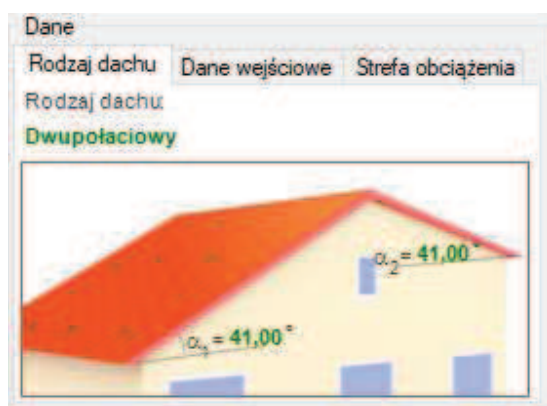 Dane
Rodzaj dachu Dane wejściowe Strefa obciążenia
Rodzaj dachu:
Dwupołaciowy
α₂ = 41,00 °
α₁ = 41,00 °